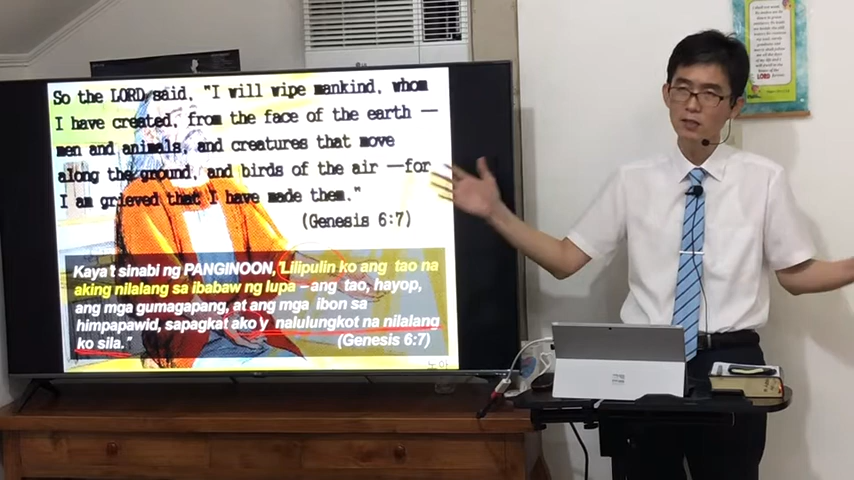 So the LORD said, "I will wipe mankind, whom
I have created, from the face of the earth —
men and animals, and creatures that move
along the ground, and birds of the air —for
I am grieved that I have made them."
(Genesis 6:7)
Kaya't sinabi ng PANGINOON, "Lilipulin ko ang tao na
aking nilalang sa ibabaw ng lupa – ang tao, hayop,
ang mga gumagapang, at ang mga ibon sa
himpapawid, sapagkat ako'y nalulungkot na nilalang
ko sila."
(Genesis 6:7)
노아
LORD